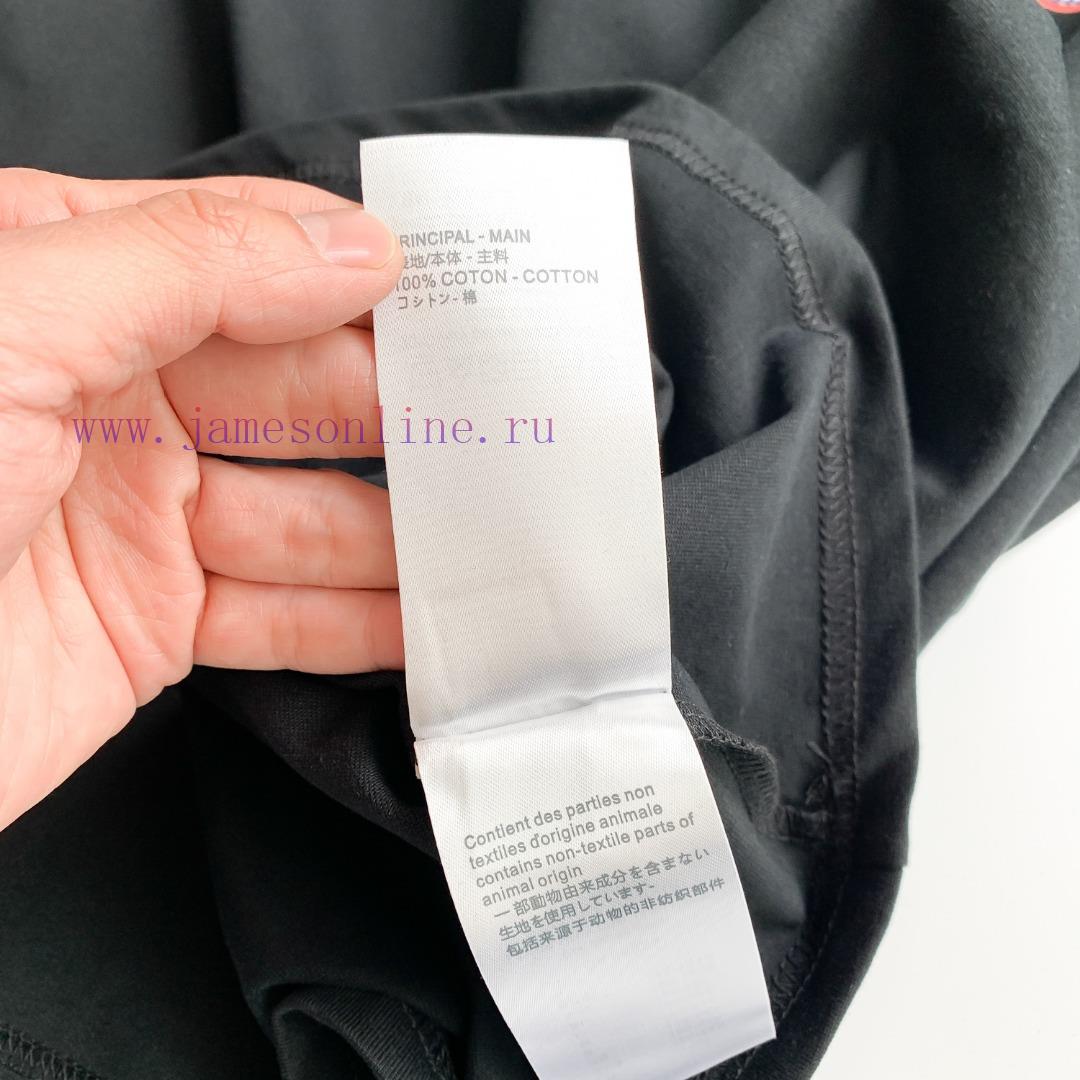 RINCIPAL - MAIN
地/本体 - 主料
100% COTON - COTTON
コットン - 棉
www.jamesonline.ru
Contient des parties non
textiles d'origine animale
contains non-textile parts of
animal origin
一部動物由来成分を含まない
生地を使用しています-
包括来源于动物的非纺织部件